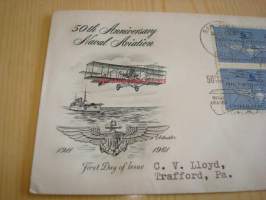 50th Anniversary
Naval Aviation
1911 1961
First Day of Issue
C. V. Lloyd,
Trafford, Pa.